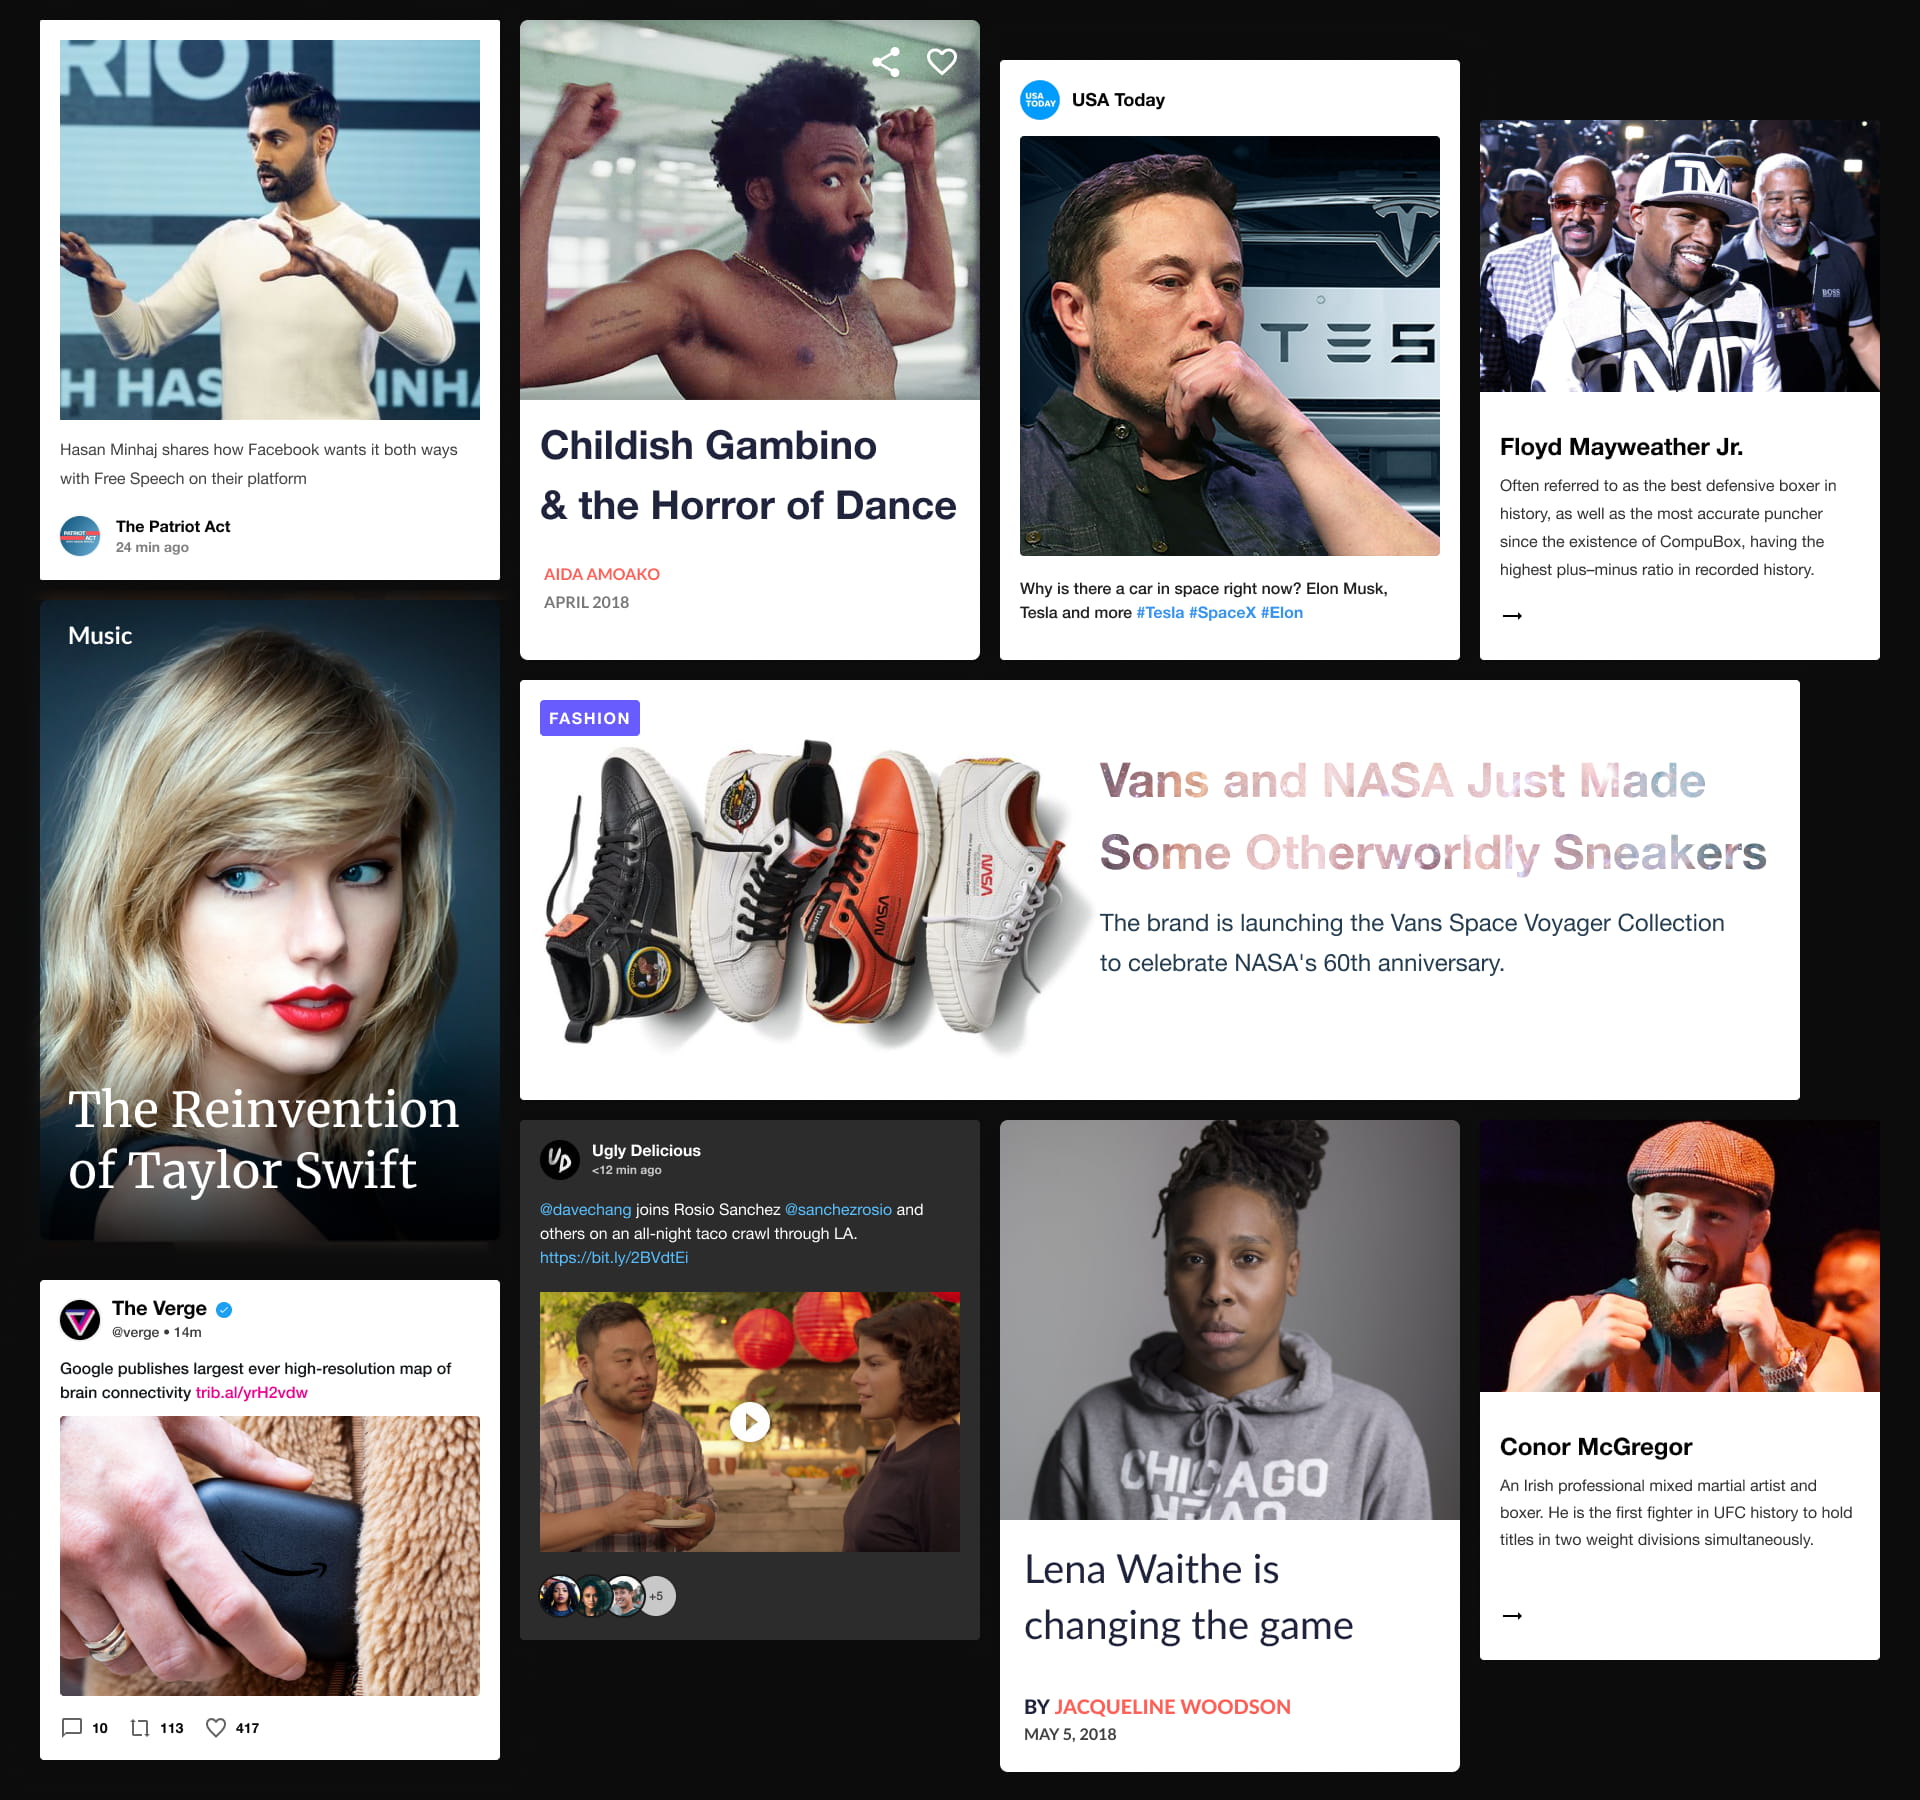 RIOT
H HAS
INHA
A
Hasan Minhaj shares how Facebook wants it both ways
with Free Speech on their platform
PATRIOT
ACT
The Patriot Act
24 min ago
Childish Gambino
& the Horror of Dance
AIDA AMOAKO
APRIL 2018
USA
TODAY
USA Today
TES
Why is there a car in space right now? Elon Musk,
Tesla and more #Tesla #SpaceX #Elon
TM
BOSS
Floyd Mayweather Jr.
Often referred to as the best defensive boxer in
history, as well as the most accurate puncher
since the existence of CompuBox, having the
highest plus–minus ratio in recorded history.
Music
The Reinvention
of Taylor Swift
FASHION
NASA
NASA
Vans and NASA Just Made
Some Otherworldly Sneakers
The brand is launching the Vans Space Voyager Collection
to celebrate NASA's 60th anniversary.
The Verge
@verge • 14m
Google publishes largest ever high-resolution map of
brain connectivity trib.al/yrH2vdw
10 113 417
UD
Ugly Delicious
<12 min ago
@davechang joins Rosio Sanchez @sanchezrosio and
others on an all-night taco crawl through LA.
https://bit.ly/2BVdtEi
+5
CHICAGO
Lena Waithe is
changing the game
BY JACQUELINE WOODSON
MAY 5, 2018
Conor McGregor
An Irish professional mixed martial artist and
boxer. He is the first fighter in UFC history to hold
titles in two weight divisions simultaneously.